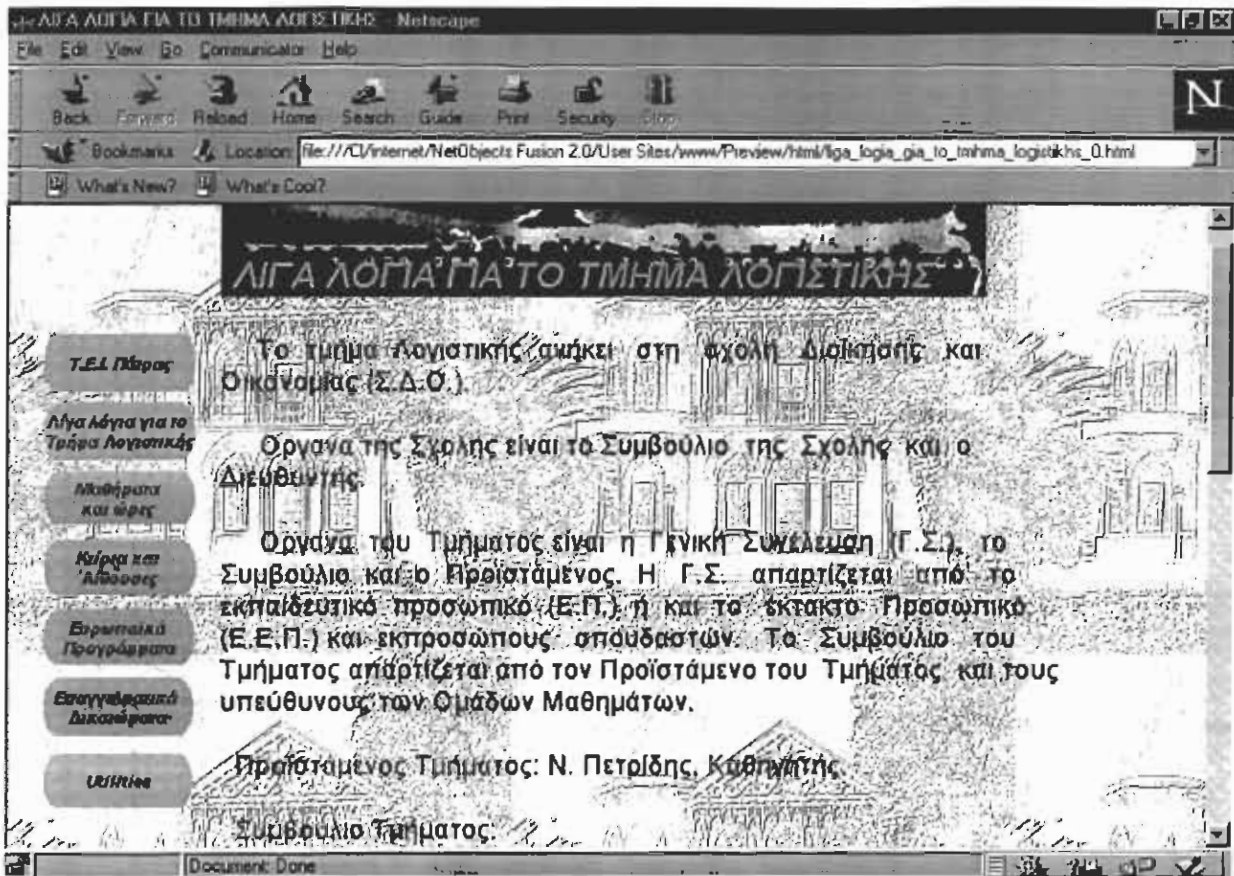 ΛΙΓΑ ΛΟΓΙΑ ΓΙΑ ΤΟ ΤΜΗΜΑ ΛΟΓΙΣΤΙΚΗΣ - Netscape
File Edit View Go Communicator Help
Back Forward Reload Home Search Guide Print Security Stop
Bookmarks Location: file:///C|/internet/NetObjects Fusion 2.0/User Sites/www/Preview/html/liga_logia_gia_to_tmhma_logistikhs_0.html
What's New? What's Cool?
ΛΙΓΑ ΛΟΓΙΑ ΓΙΑ ΤΟ ΤΜΗΜΑ ΛΟΓΙΣΤΙΚΗΣ
Τ.Ε.Ι. Πάτρας
Λίγα λόγια για το
Τμήμα Λογιστικής
Μαθήματα
και ώρες
Κτίρια και
Αίθουσες
Ευρωπαϊκά
Προγράμματα
Επαγγελματικά
Δικαιώματα
Utilities
Το τμήμα Λογιστικής ανήκει στη σχολή Διοίκησης και
Οικονομίας (Σ.Δ.Ο.).
Όργανα της Σχολής είναι το Συμβούλιο της Σχολής και ο
Διευθυντής.
Όργανα του Τμήματος είναι η Γενική Συνέλευση (Γ.Σ.), το
Συμβούλιο και ο Προϊστάμενος. Η Γ.Σ. απαρτίζεται από το
εκπαιδευτικό προσωπικό (Ε.Π.) ή και το έκτακτο Προσωπικό
(Ε.Ε.Π.) και εκπροσώπους σπουδαστών. Το Συμβούλιο του
Τμήματος απαρτίζεται από τον Προϊστάμενο του Τμήματος και τους
υπεύθυνους των Ομάδων Μαθημάτων.
Προϊστάμενος Τμήματος: Ν. Πετρίδης, Καθηγητής.
Συμβούλιο Τμήματος:
Document: Done